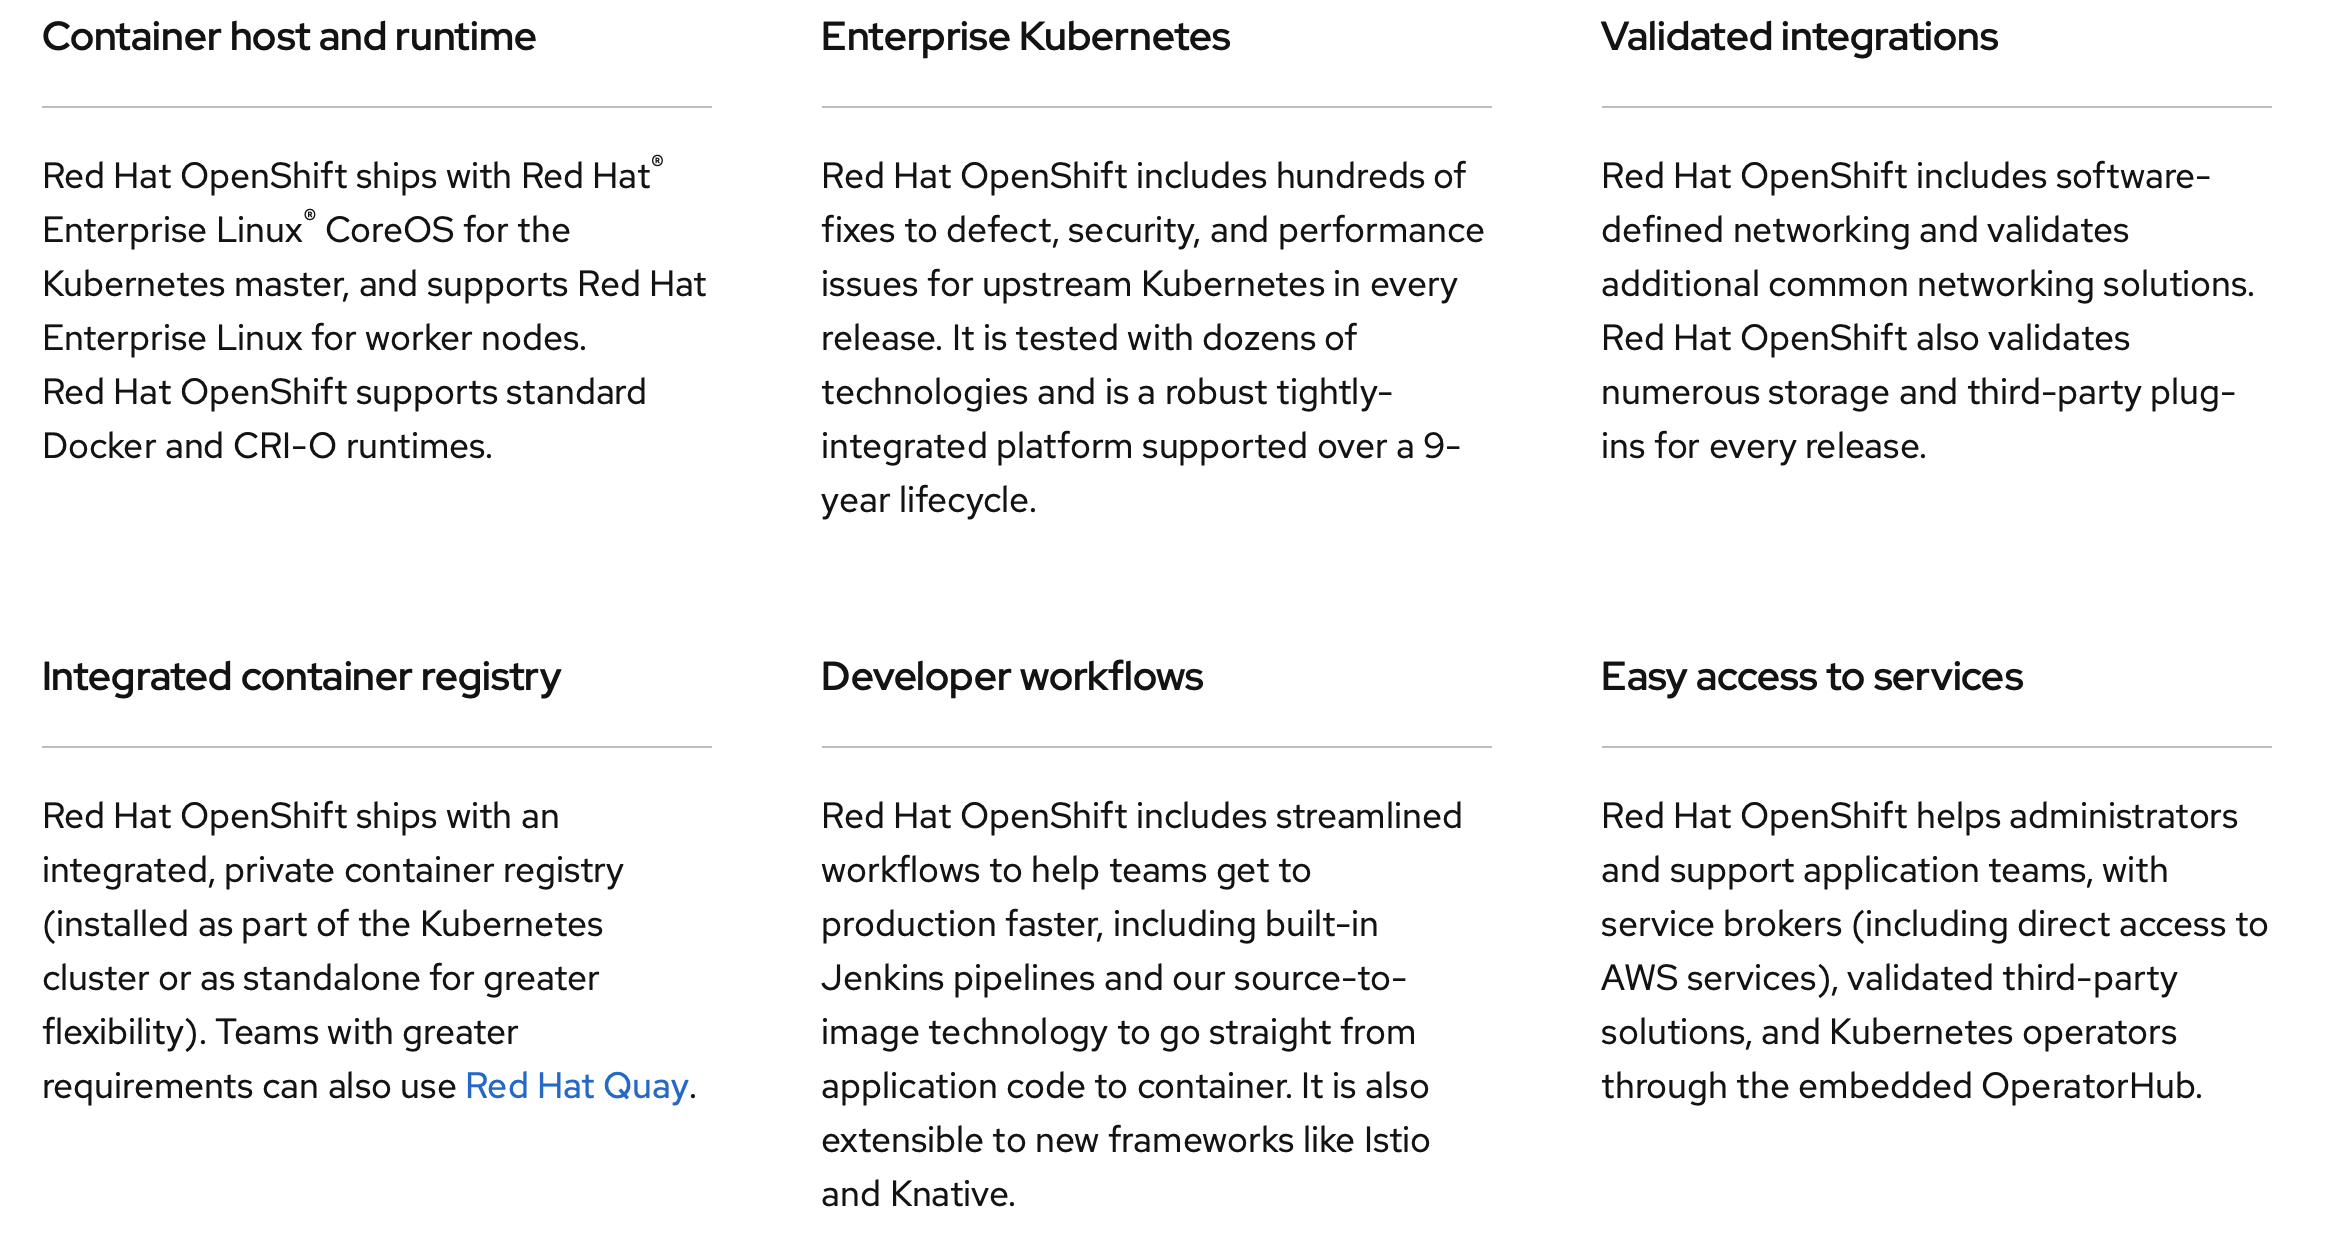 Container host and runtime
Red Hat OpenShift ships with Red Hat®
Enterprise Linux® CoreOS for the
Kubernetes master, and supports Red Hat
Enterprise Linux for worker nodes.
Red Hat OpenShift supports standard
Docker and CRI-O runtimes.
Enterprise Kubernetes
Red Hat OpenShift includes hundreds of
fixes to defect, security, and performance
issues for upstream Kubernetes in every
release. It is tested with dozens of
technologies and is a robust tightly-
integrated platform supported over a 9-
year lifecycle.
Validated integrations
Red Hat OpenShift includes software-
defined networking and validates
additional common networking solutions.
Red Hat OpenShift also validates
numerous storage and third-party plug-
ins for every release.
Integrated container registry
Red Hat OpenShift ships with an
integrated, private container registry
(installed as part of the Kubernetes
cluster or as standalone for greater
flexibility). Teams with greater
requirements can also use Red Hat Quay.
Developer workflows
Red Hat OpenShift includes streamlined
workflows to help teams get to
production faster, including built-in
Jenkins pipelines and our source-to-
image technology to go straight from
application code to container. It is also
extensible to new frameworks like Istio
and Knative.
Easy access to services
Red Hat OpenShift helps administrators
and support application teams, with
service brokers (including direct access to
AWS services), validated third-party
solutions, and Kubernetes operators
through the embedded OperatorHub.